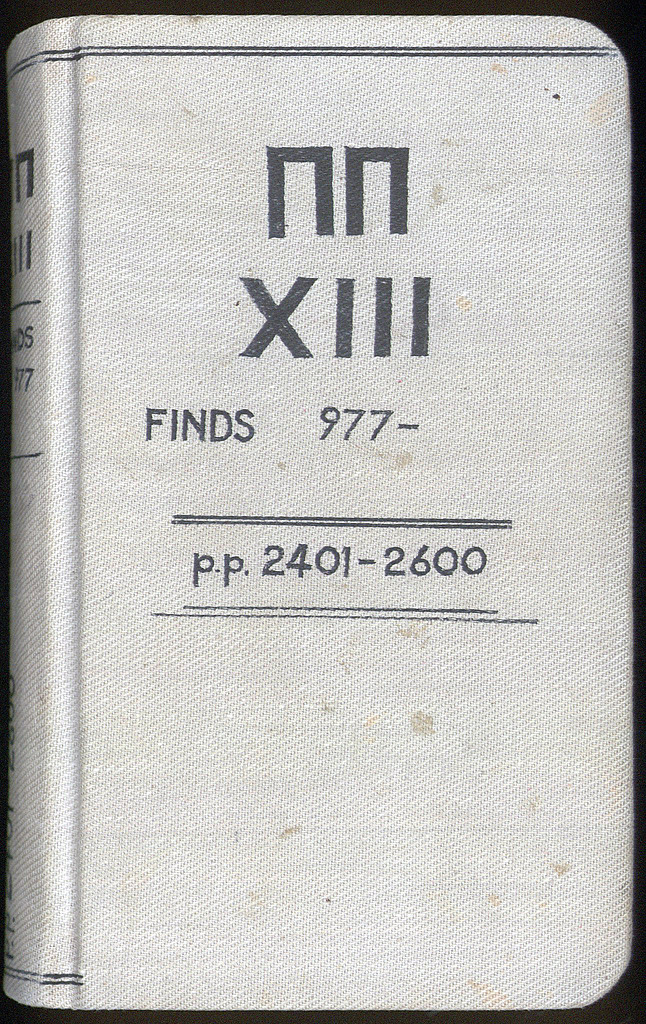 ΠΠ
XIII
FINDS 977-
p.p. 2401-2600